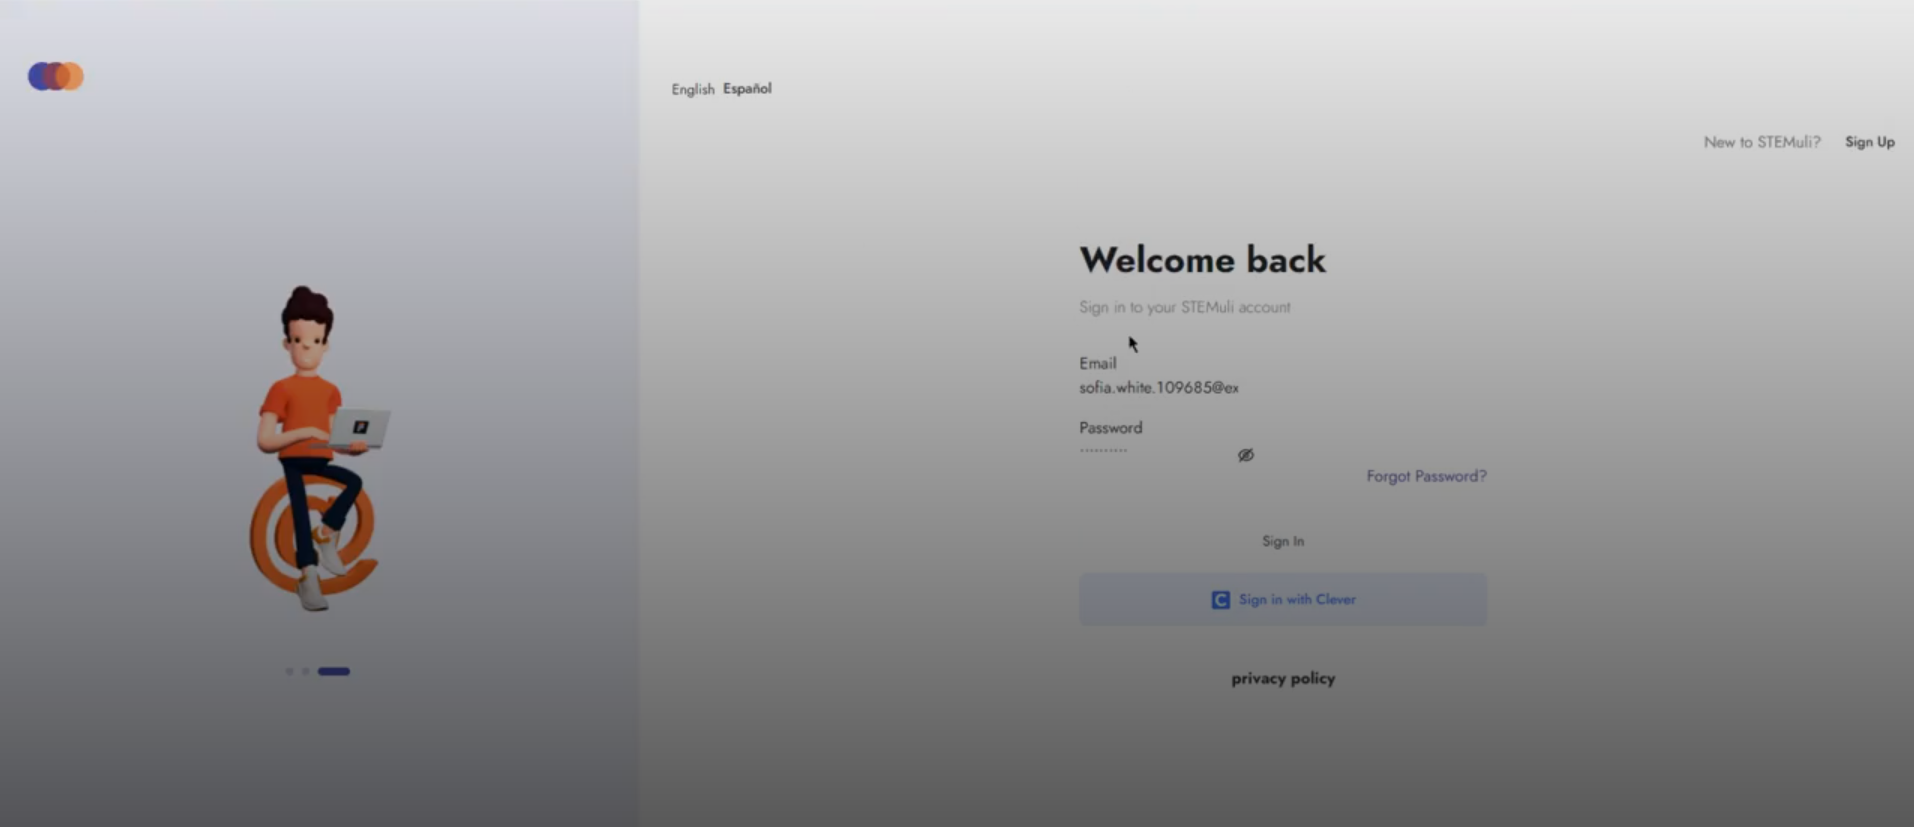 English Español
New to STEMuli? Sign Up
Welcome back
Sign in to your STEMuli account
Email
sofia.white.109685@ex
Password
Forgot Password?
Sign In
Sign in with Clever
privacy policy